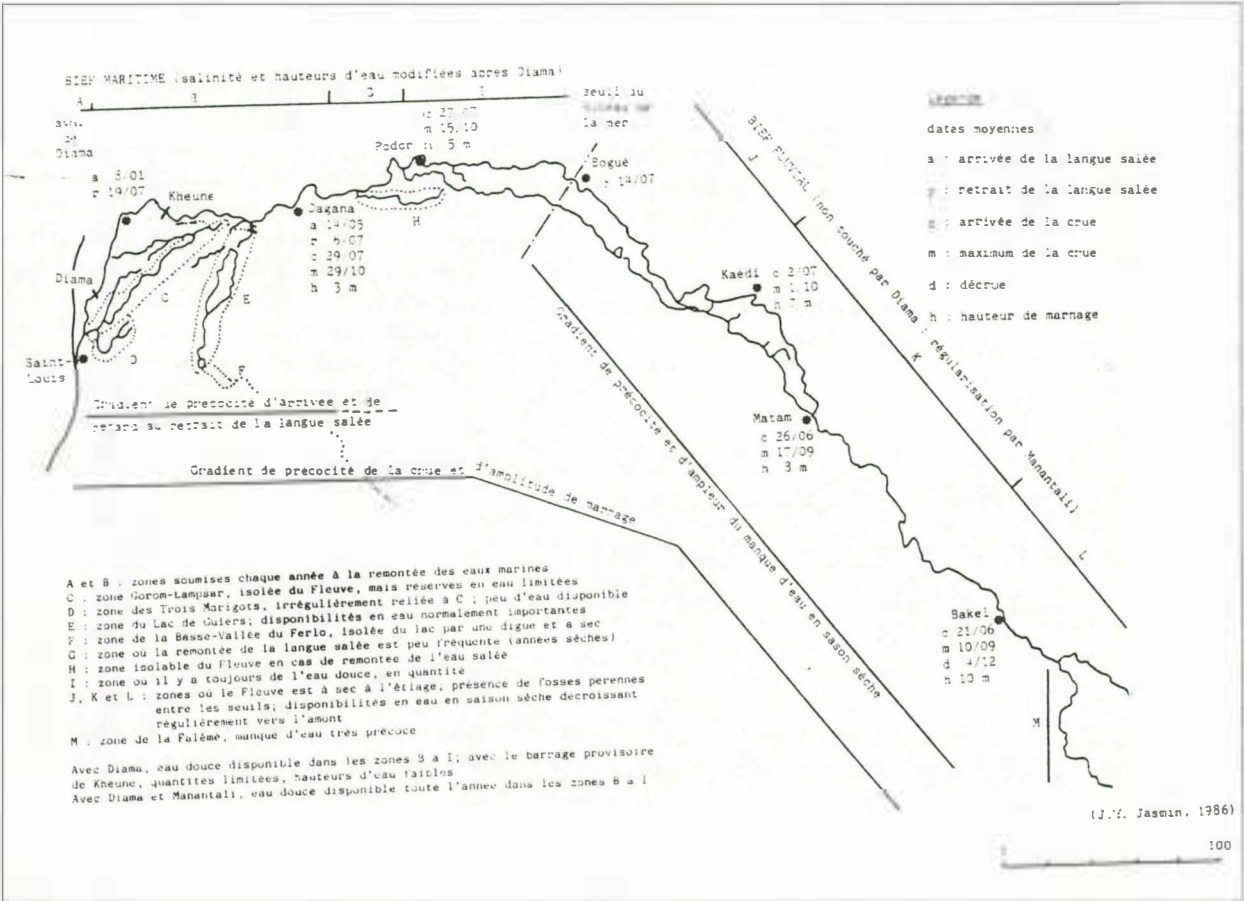 BIEF MARITIME (salinité et hauteurs d'eau modifiées apres Diama)
A B G I
seuil au
niveau de
la mer
aval
de
Diama
a 8/01
r 19/07
Kheune
Diama
Saint-
Louis
C
D
E
F
Dagana
a 14/05
r 6/07
c 29/07
m 29/10
h 3 m
c 27/07
m 15/10
Podor h 5 m
H
Bogué
c 14/07
Kaédi c 2/07
m 1/10
h 7 m
Matam
c 26/06
m 17/09
h 3 m
Bakel
c 21/06
m 10/09
d 4/12
h 10 m
M
BIEF FLUVIAL (non touché par Diama : régularisation par Manantali)
J
K
L
Légende
dates moyennes
a : arrivée de la langue salée
r : retrait de la langue salée
: arrivée de la crue
m : maximum de la crue
d : décrue
h : hauteur de marnage
Gradient de précocité d'arrivée et de
retard au retrait de la langue salée
Gradient de précocité de la crue et d'amplitude de marnage
Gradient de précocité et d'ampleur du manque d'eau en sason sèche
A et B : zones soumises chaque année à la remontée des eaux marines
C : zone Gorom-Lampsar, isolée du Fleuve, mais réserves en eau limitées
D : zone des Trois Marigots, irrégulièrement reliée à C ; peu d'eau disponible
E : zone du Lac de Guiers; disponibilités en eau normalement importantes
F : zone de la Basse-Vallée du Ferlo, isolée du lac par une digue et a sec
G : zone ou la remontée de la langue salée est peu fréquente (années sèches)
H : zone isolable du Fleuve en cas de remontée de l'eau salée
I : zone ou il y a toujours de l'eau douce, en quantité
J, K et L : zones où le Fleuve est à sec à l'étiage, présence de fosses perennes
entre les seuils; disponibilités en eau en saison sèche décroissant
régulièrement vers l'amont
M : zone de la Falémé, manque d'eau très précoce
Avec Diama, eau douce disponible dans les zones B à I; avec le barrage provisoire
de Kheune, quantites limitées, hauteurs d'eau faibles
Avec Diama et Manantali, eau douce disponible toute l'annee dans les zones B a I
(J.Y. Jasmin, 1986)
100